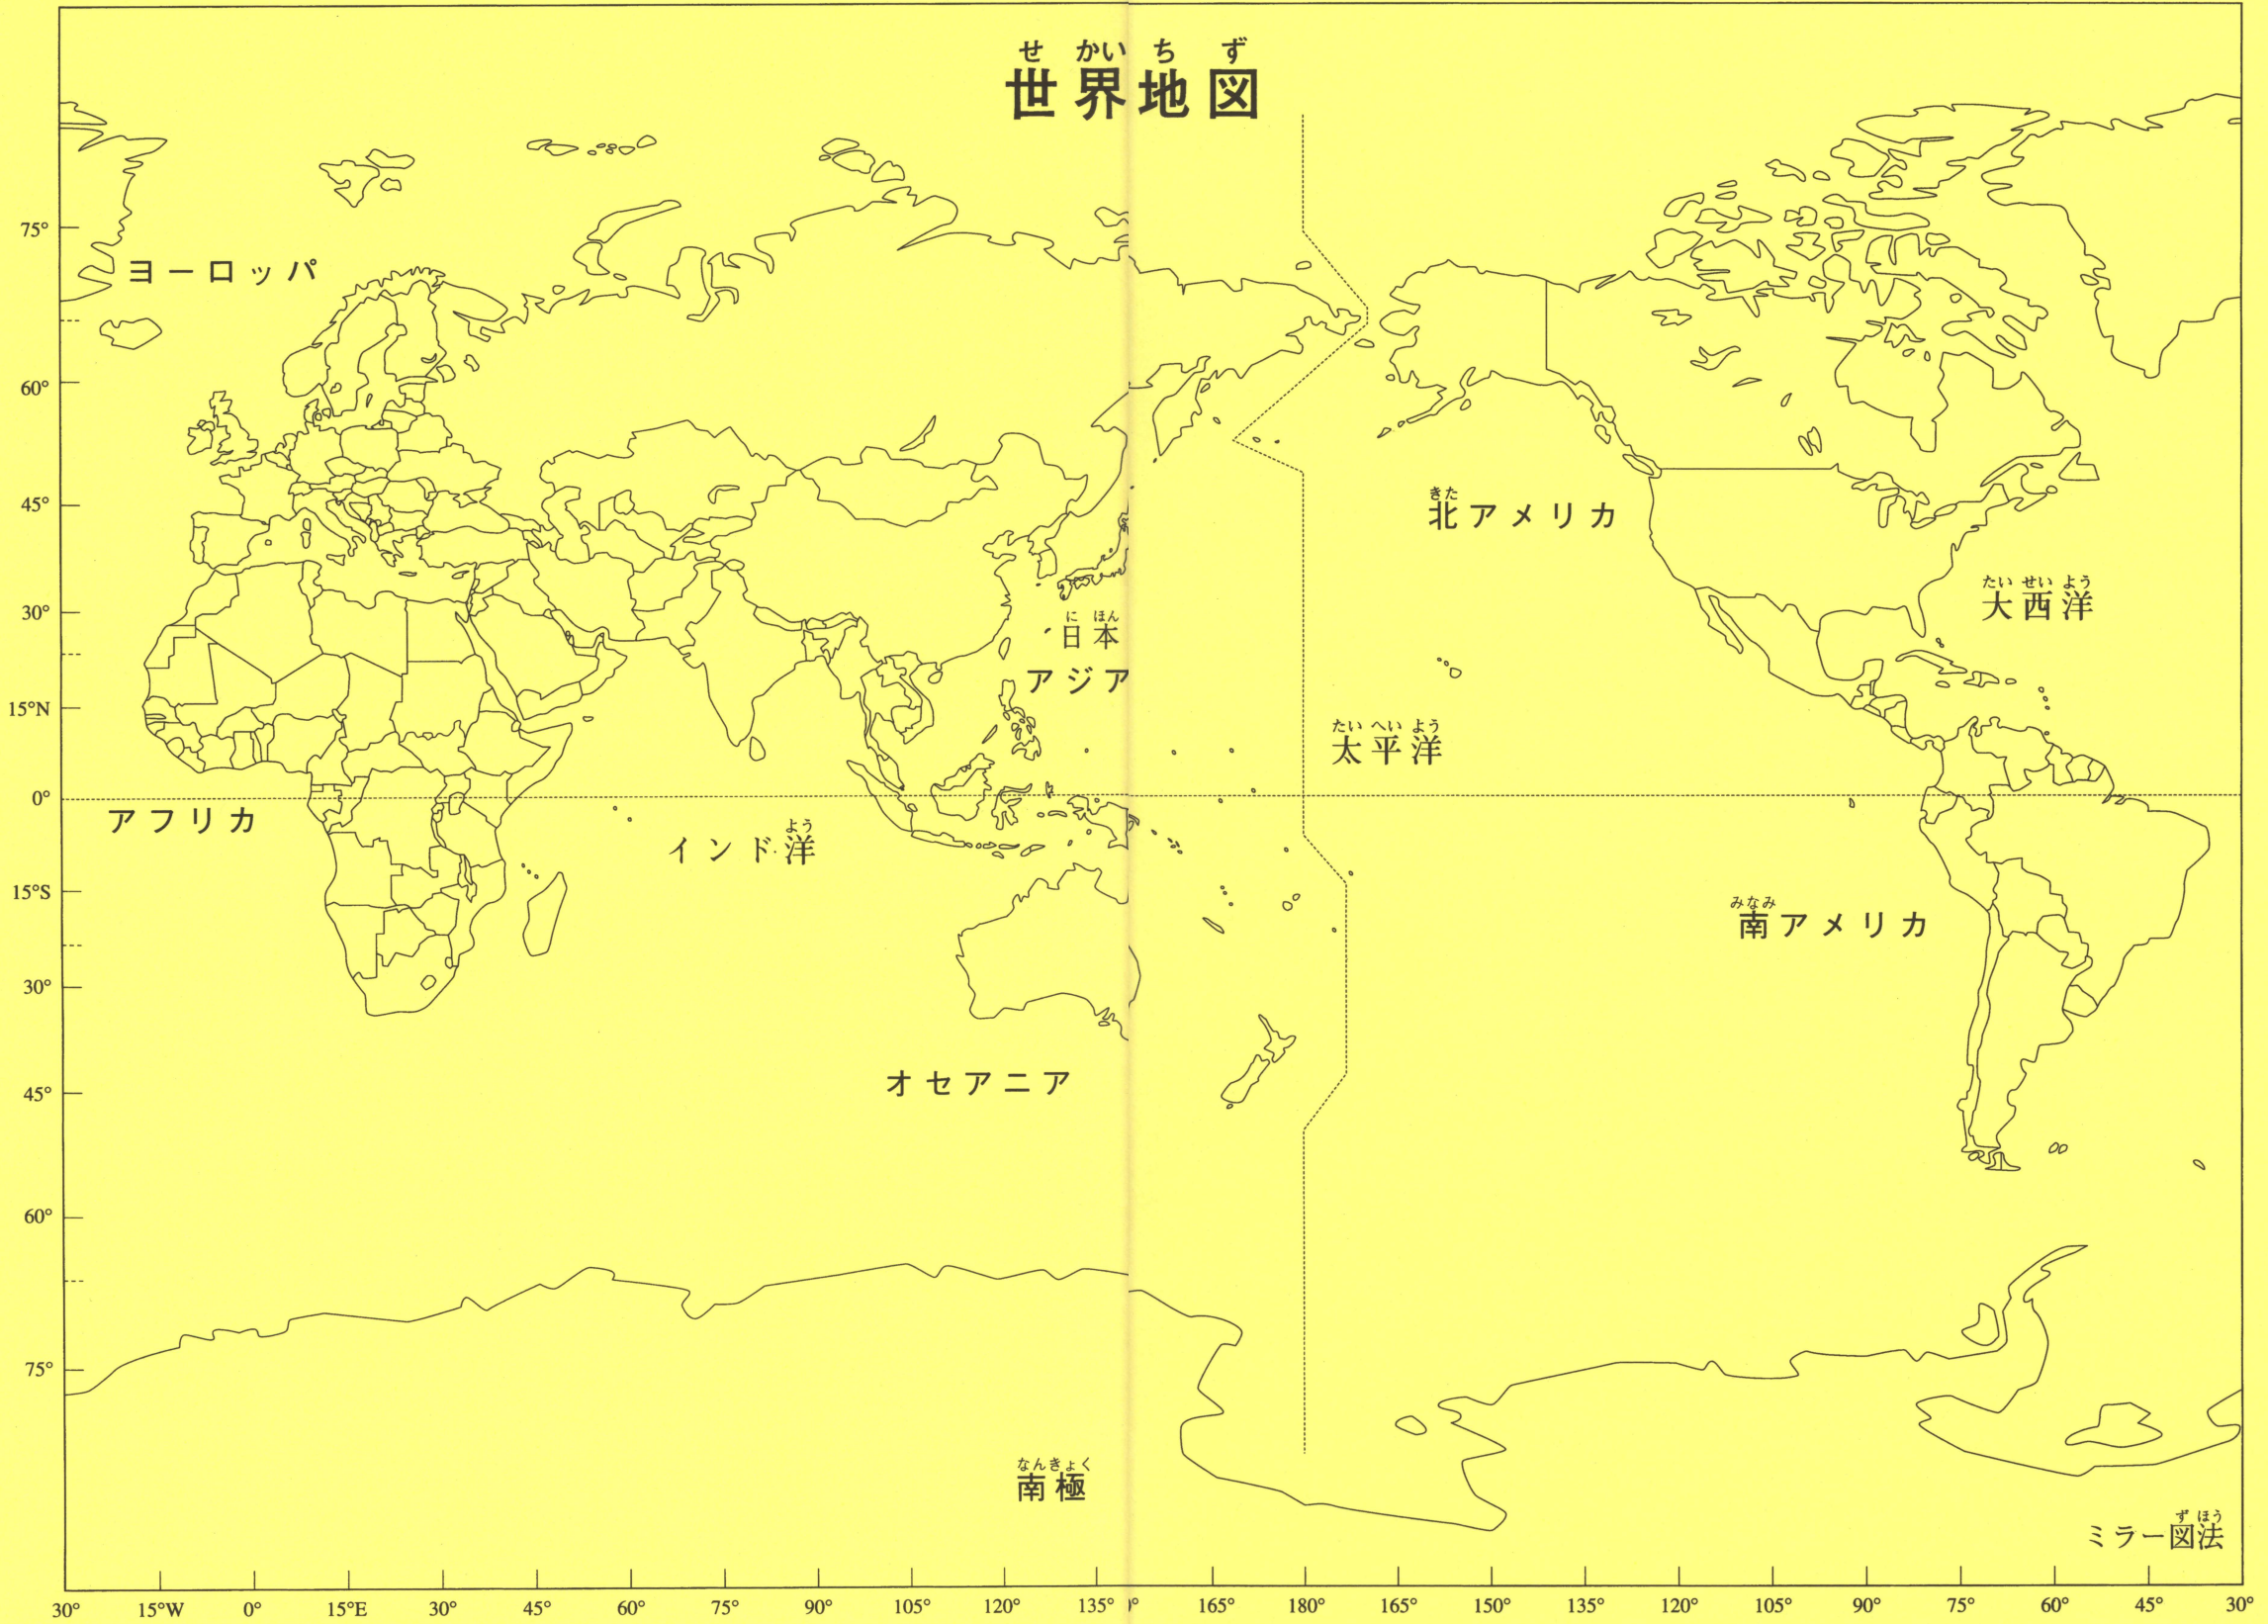 せかいちず
世界地図
ヨーロッパ
きた
北アメリカ
たいせいよう
大西洋
にほん
日本
アジア
たいへいよう
太平洋
アフリカ
よう
インド洋
みなみ
南アメリカ
オセアニア
なんきょく
南極
ずほう
ミラー図法
75°
60°
45°
30°
15°N
0°
15°S
30°
45°
60°
75°
30° 15°W 0° 15°E 30° 45° 60° 75° 90° 105° 120° 135° 165° 180° 165° 150° 135° 120° 105° 90° 75° 60° 45° 30°